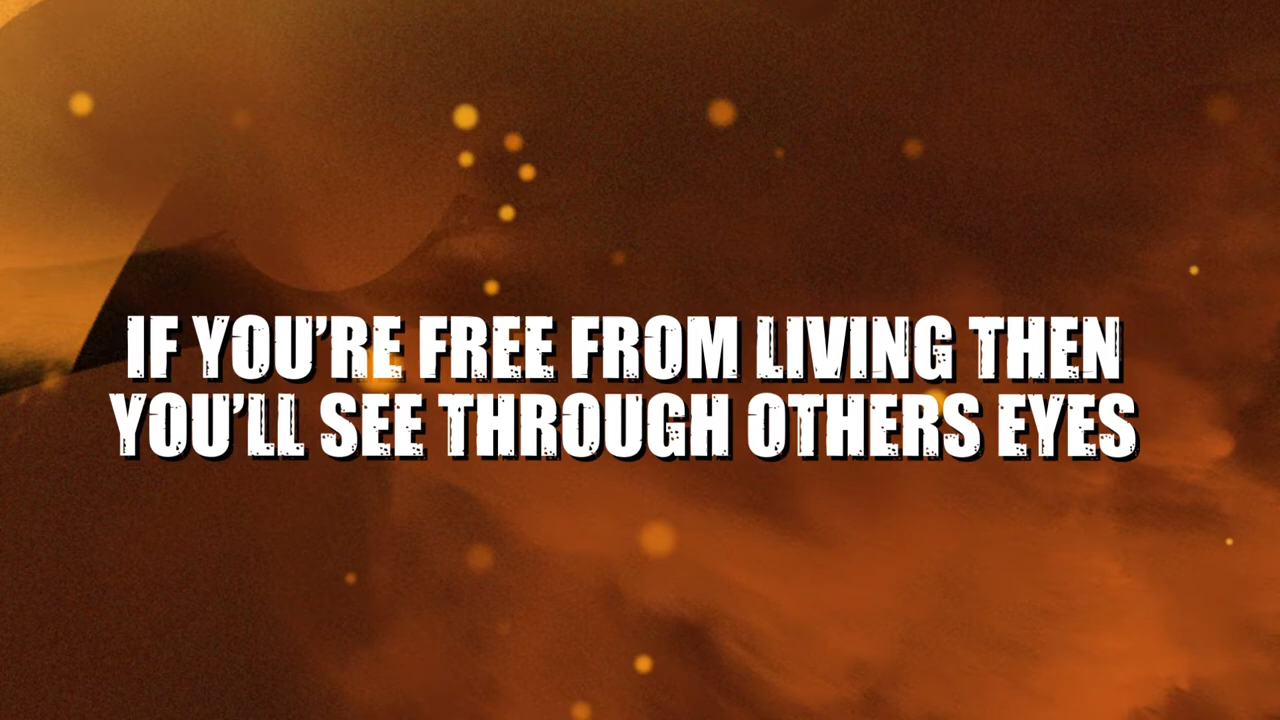 IF YOU’RE FREE FROM LIVING THEN
YOU’LL SEE THROUGH OTHERS EYES